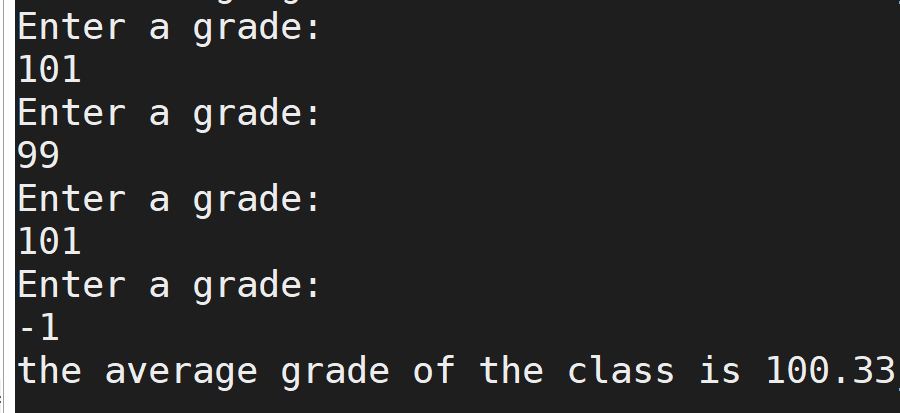 Enter a grade:
101
Enter a grade:
99
Enter a grade:
101
Enter a grade:
-1
the average grade of the class is 100.33